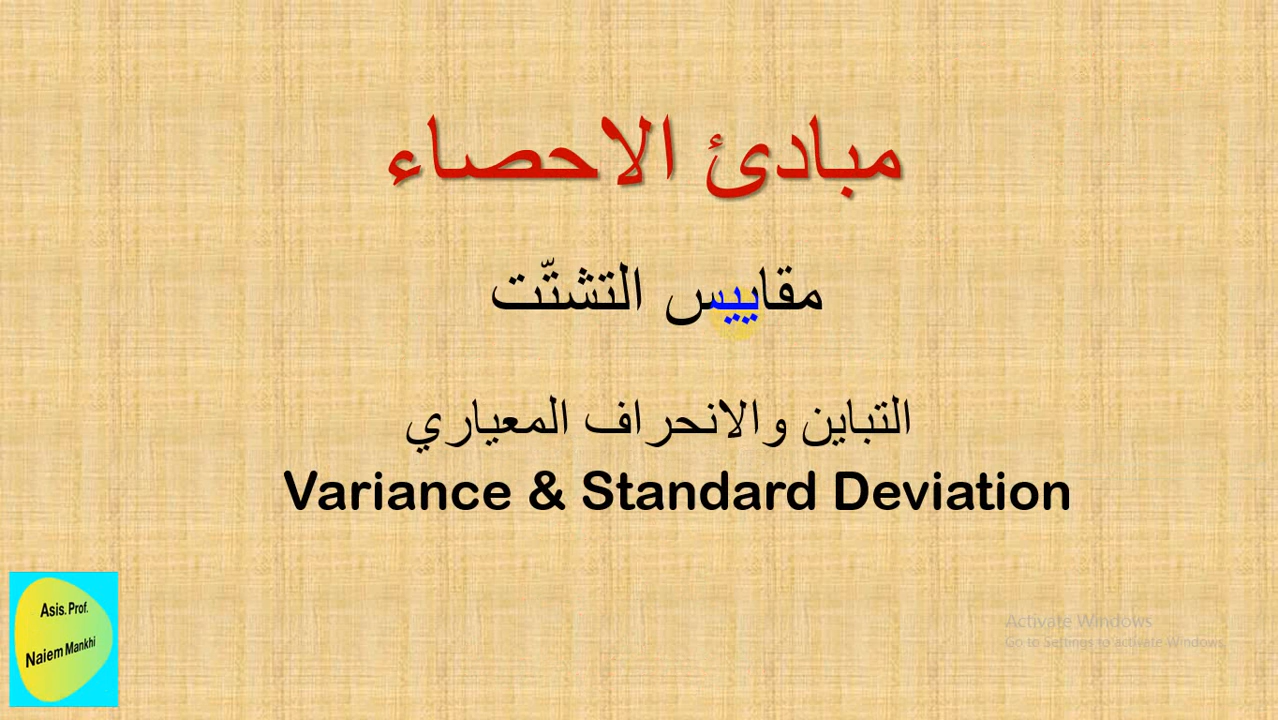 مبادئ الاحصاء
مقاييس التشتّت
التباين والانحراف المعياري
Variance & Standard Deviation
Asis. Prof.
Naiem Mankhi
Activate Windows
Go to Settings to activate Windows.